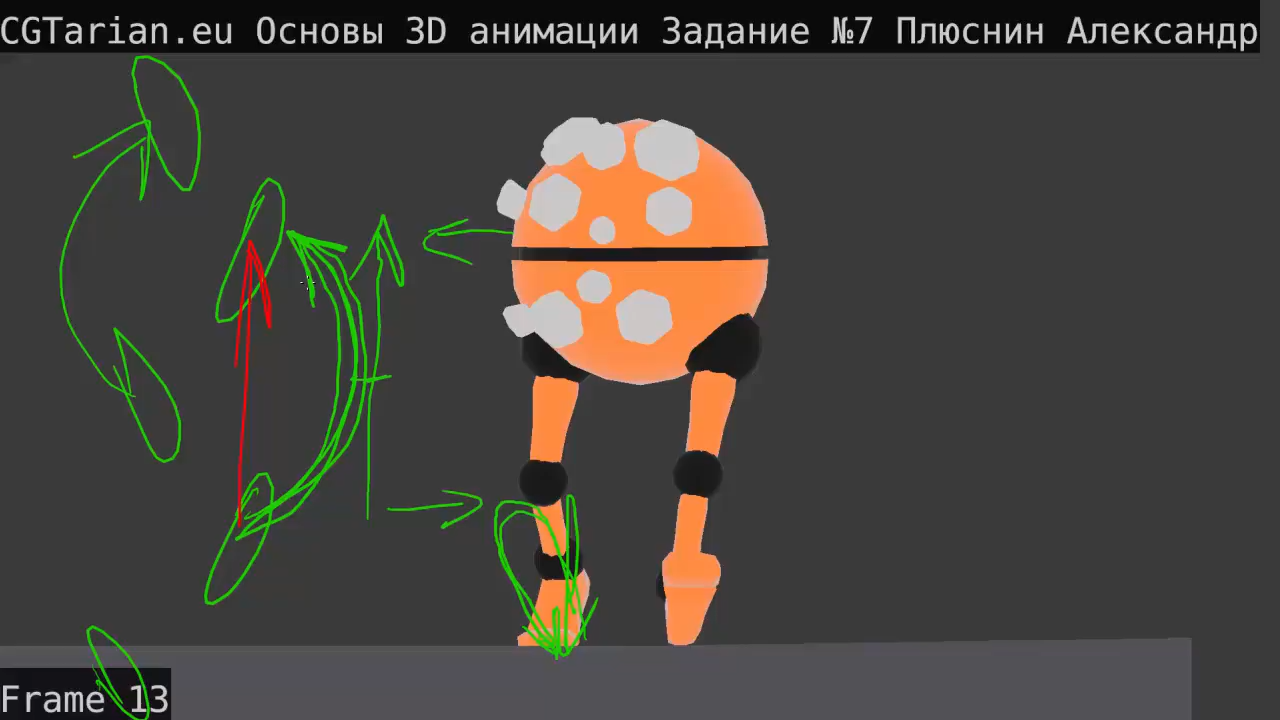 CGTarian.eu Основы 3D анимации Задание №7 Плюснин Александр
Frame 13